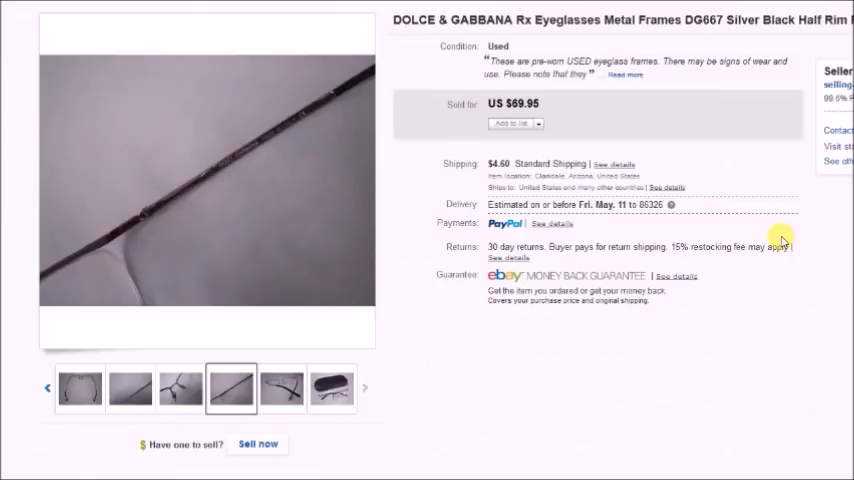 DOLCE & GABBANA Rx Eyeglasses Metal Frames DG667 Silver Black Half Rim
Condition: Used
"These are pre-worn USED eyeglass frames. There may be signs of wear and
use. Please note that they " ... Read more
Seller
selling.
99.6%
Sold for: US $69.95
Add to list
Contact
Visit st
See oth
Shipping: $4.60 Standard Shipping | See details
Item location: Clarkdale, Arizona, United States
Ships to: United States and many other countries | See details
Delivery: Estimated on or before Fri. May. 11 to 86326
Payments: PayPal | See details
Returns: 30 day returns. Buyer pays for return shipping. 15% restocking fee may apply |
See details
Guarantee: ebay MONEY BACK GUARANTEE | See details
Get the item you ordered or get your money back.
Covers your purchase price and original shipping.
$ Have one to sell? Sell now